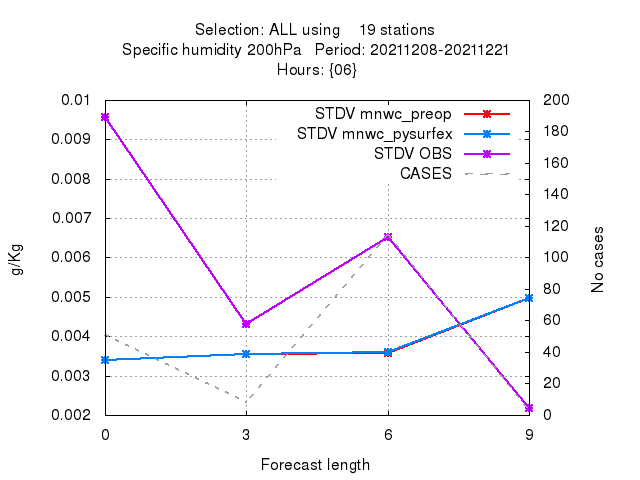 Selection: ALL using 19 stations
Specific humidity 200hPa Period: 20211208-20211221
Hours: {06}
STDV mnwc_preop
STDV mnwc_pysurfex
STDV OBS
CASES
0.01
0.009
0.008
0.007
0.006
0.005
0.004
0.003
0.002
g/Kg
200
180
160
140
120
100
80
60
40
20
0
No cases
0 3 6 9
Forecast length